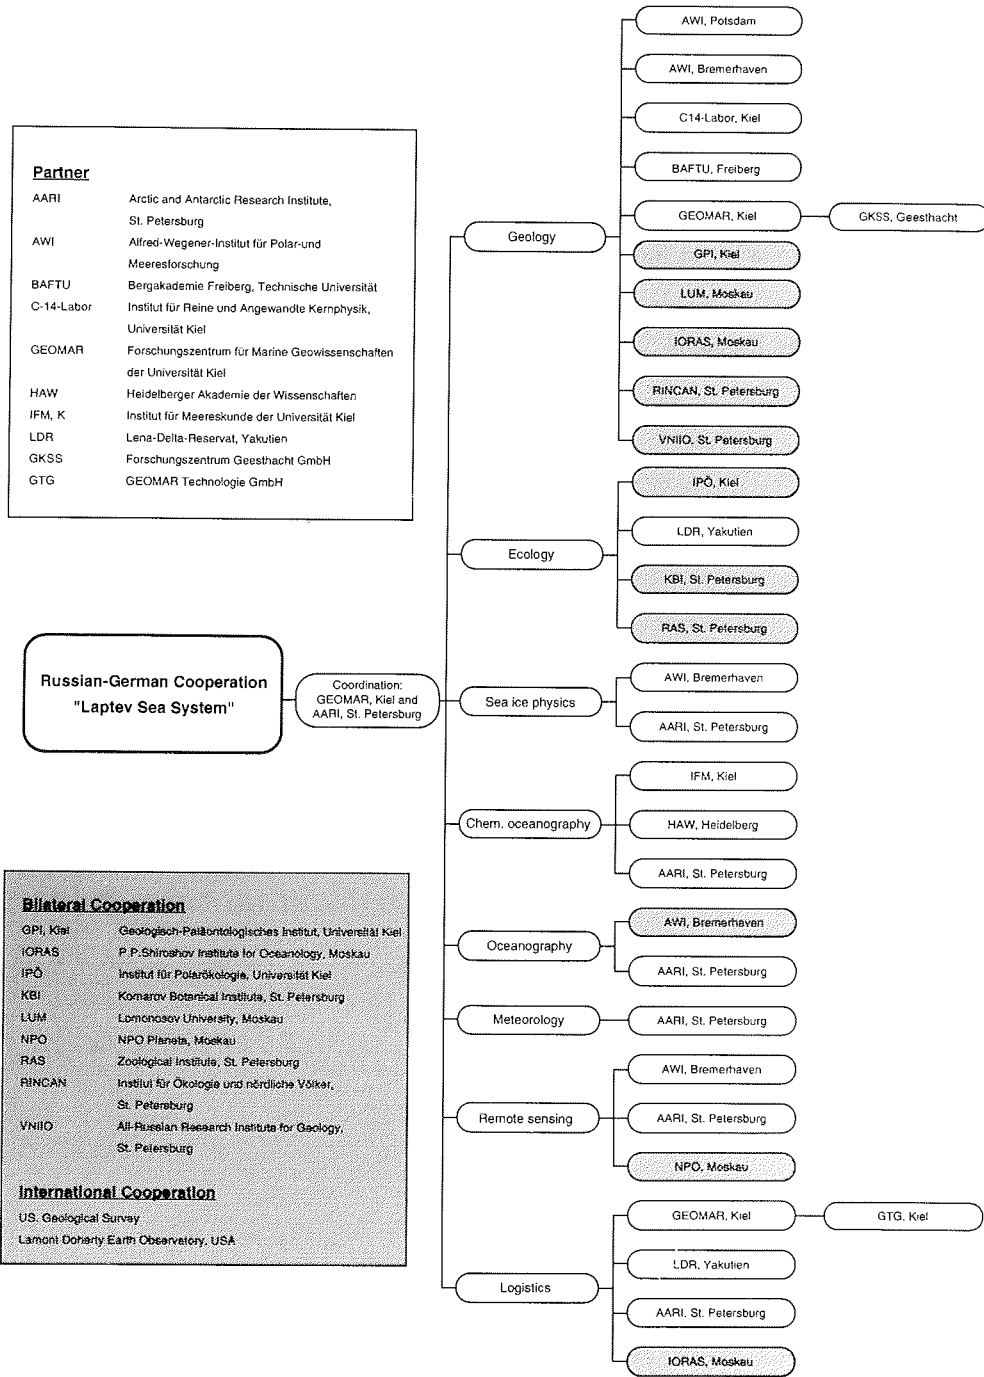 Partner
AARI Arctic and Antarctic Research Institute,
St. Petersburg
AWI Alfred-Wegener-Institut für Polar-und
Meeresforschung
BAFTU Bergakademie Freiberg, Technische Universität
C-14-Labor Institut für Reine und Angewandte Kernphysik,
Universität Kiel
GEOMAR Forschungszentrum für Marine Geowissenschaften
der Universität Kiel
HAW Heidelberger Akademie der Wissenschaften
IFM, K Institut für Meereskunde der Universität Kiel
LDR Lena-Delta-Reservat, Yakutien
GKSS Forschungszentrum Geesthacht GmbH
GTG GEOMAR Technologie GmbH
Russian-German Cooperation
"Laptev Sea System"
Coordination:
GEOMAR, Kiel and
AARI, St. Petersburg
Bilateral Cooperation
GPI, Kiel Geologisch-Paläontologisches Institut, Universität Kiel
IORAS P.P.Shiroshov Institute for Oceanology, Moskau
IPÖ Institut für Polarökologie, Universität Kiel
KBI Komarov Botanical Institute, St. Petersburg
LUM Lomonosov University, Moskau
NPO NPO Planeta, Moskau
RAS Zoological Institute, St. Petersburg
RINCAN Institut für Ökologie und nördliche Völker,
St. Petersburg
VNIIO All-Russian Research Institute for Geology,
St. Petersburg
International Cooperation
US. Geological Survey
Lamont Doherty Earth Observatory, USA
Geology
AWI, Potsdam
AWI, Bremerhaven
C14-Labor, Kiel
BAFTU, Freiberg
GEOMAR, Kiel
GKSS, Geesthacht
GPI, Kiel
LUM, Moskau
IORAS, Moskau
RINCAN, St. Petersburg
VNIIO, St. Petersburg
Ecology
IPÖ, Kiel
LDR, Yakutien
KBI, St. Petersburg
RAS, St. Petersburg
Sea ice physics
AWI, Bremerhaven
AARI, St. Petersburg
Chem. oceanography
IFM, Kiel
HAW, Heidelberg
AARI, St. Petersburg
Oceanography
AWI, Bremerhaven
AARI, St. Petersburg
Meteorology
AARI, St. Petersburg
Remote sensing
AWI, Bremerhaven
AARI, St. Petersburg
NPO, Moskau
Logistics
GEOMAR, Kiel
GTG, Kiel
LDR, Yakutien
AARI, St. Petersburg
IORAS, Moskau